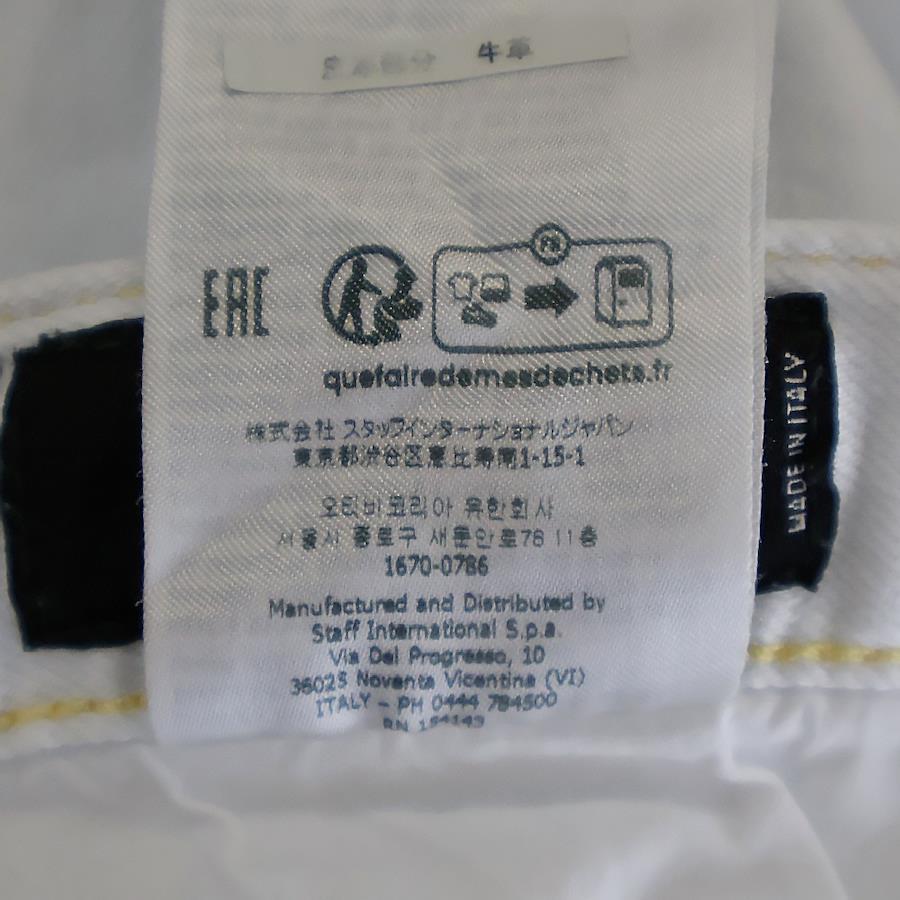 牛革
EAC
FR
quefairedemesdechets.fr
株式会社 スタッフインターナショナルジャパン
東京都渋谷区恵比寿南1-15-1
오티비코리아 유한회사
서울시 종로구 새문안로76 11층
1670-0786
Manufactured and Distributed by
Staff International S.p.a.
Via Del Progresso, 10
36025 Noventa Vicentina (VI)
ITALY - PH 0444 784500
RN
MADE IN ITALY